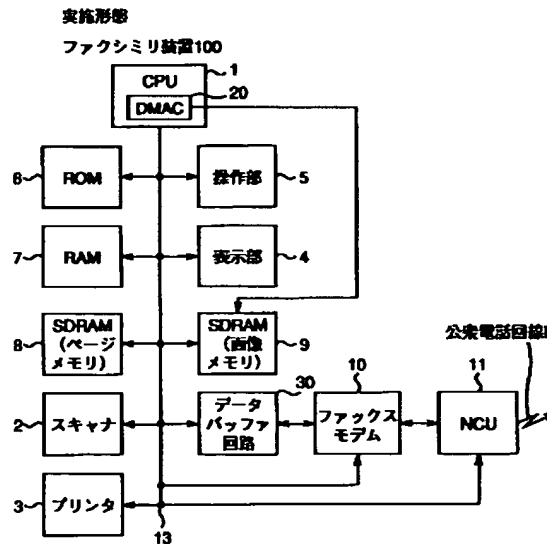 実施形態
ファクシミリ装置100
CPU
1
DMAC
20
6
ROM
操作部
5
7
RAM
表示部
4
8
SDRAM
(ページ
メモリ)
SDRAM
(画像
メモリ)
9
公衆電話回線
2
スキャナ
データ
バッファ
回路
30
ファックス
モデム
10
NCU
11
3
プリンタ
13